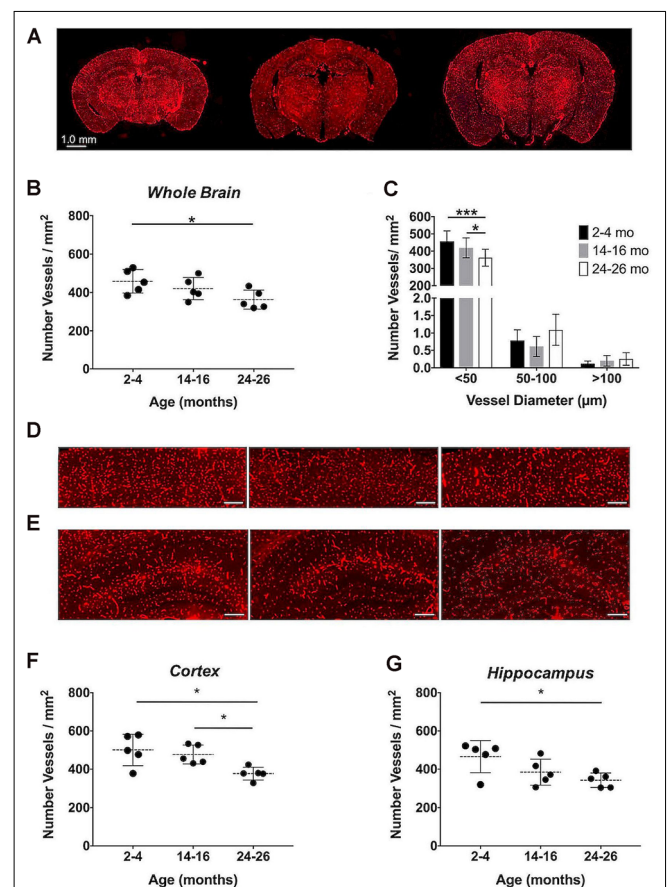 A
1.0 mm
B
Whole Brain
Number Vessels/ mm²
800
600
400
200
0
*
2-4
14-16
24-26
Age (months)
C
Number Vessels/ mm²
600
500
400
300
200
100
2.0
1.5
1.0
0.5
0.0
***
*
2-4 mo
14-16 mo
24-26 mo
<50
50-100
>100
Vessel Diameter (µm)
D
E
F
Cortex
Number Vessels / mm²
800
600
400
200
0
*
*
2-4
14-16
24-26
Age (months)
G
Hippocampus
Number Vessels / mm²
800
600
400
200
0
*
2-4
14-16
24-26
Age (months)